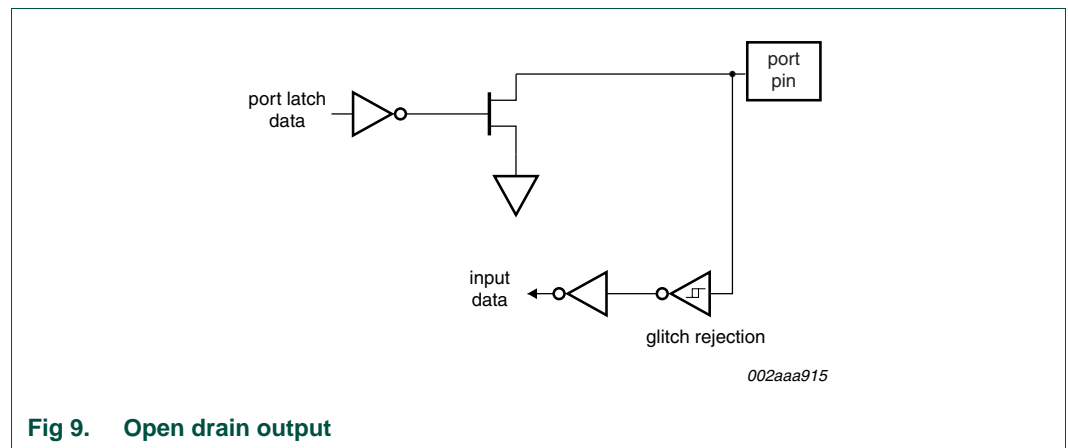 port
pin
port latch
data
input
data
glitch rejection
002aaa915
Fig 9. Open drain output